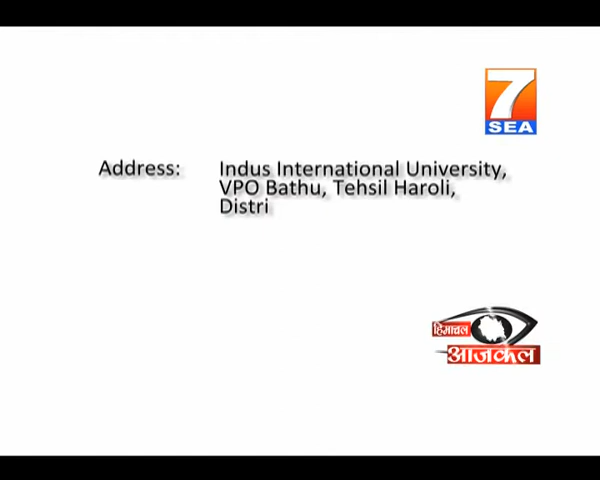 7
SEA
Address: Indus International University,
VPO Bathu, Tehsil Haroli,
Distri
हिमाचल
आजकल